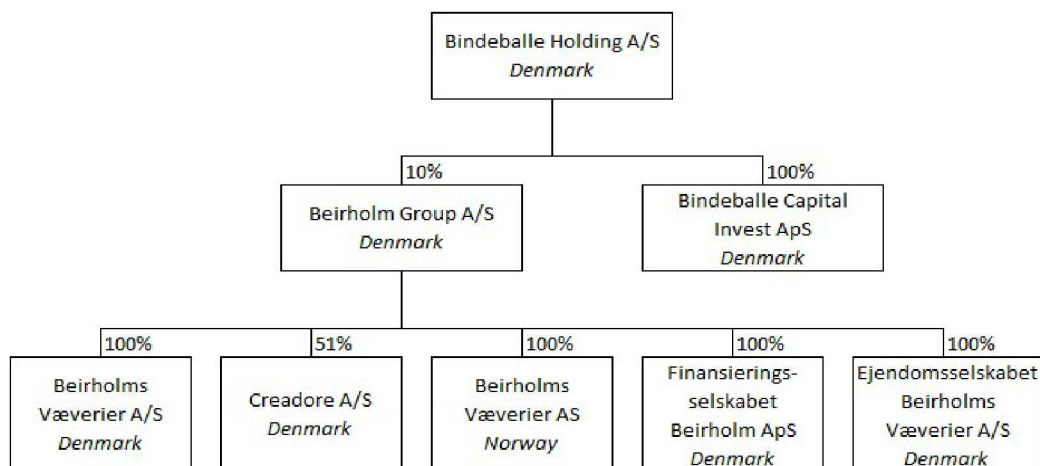 Bindeballe Holding A/S
Denmark
10%
100%
Beirholm Group A/S
Denmark
Bindeballe Capital
Invest ApS
Denmark
100%
51%
100%
100%
100%
Beirholms
Væverier A/S
Denmark
Creadore A/S
Denmark
Beirholms
Væverier AS
Norway
Finansierings-
selskabet
Beirholm ApS
Denmark
Ejendomsselskabet
Beirholms
Væverier A/S
Denmark